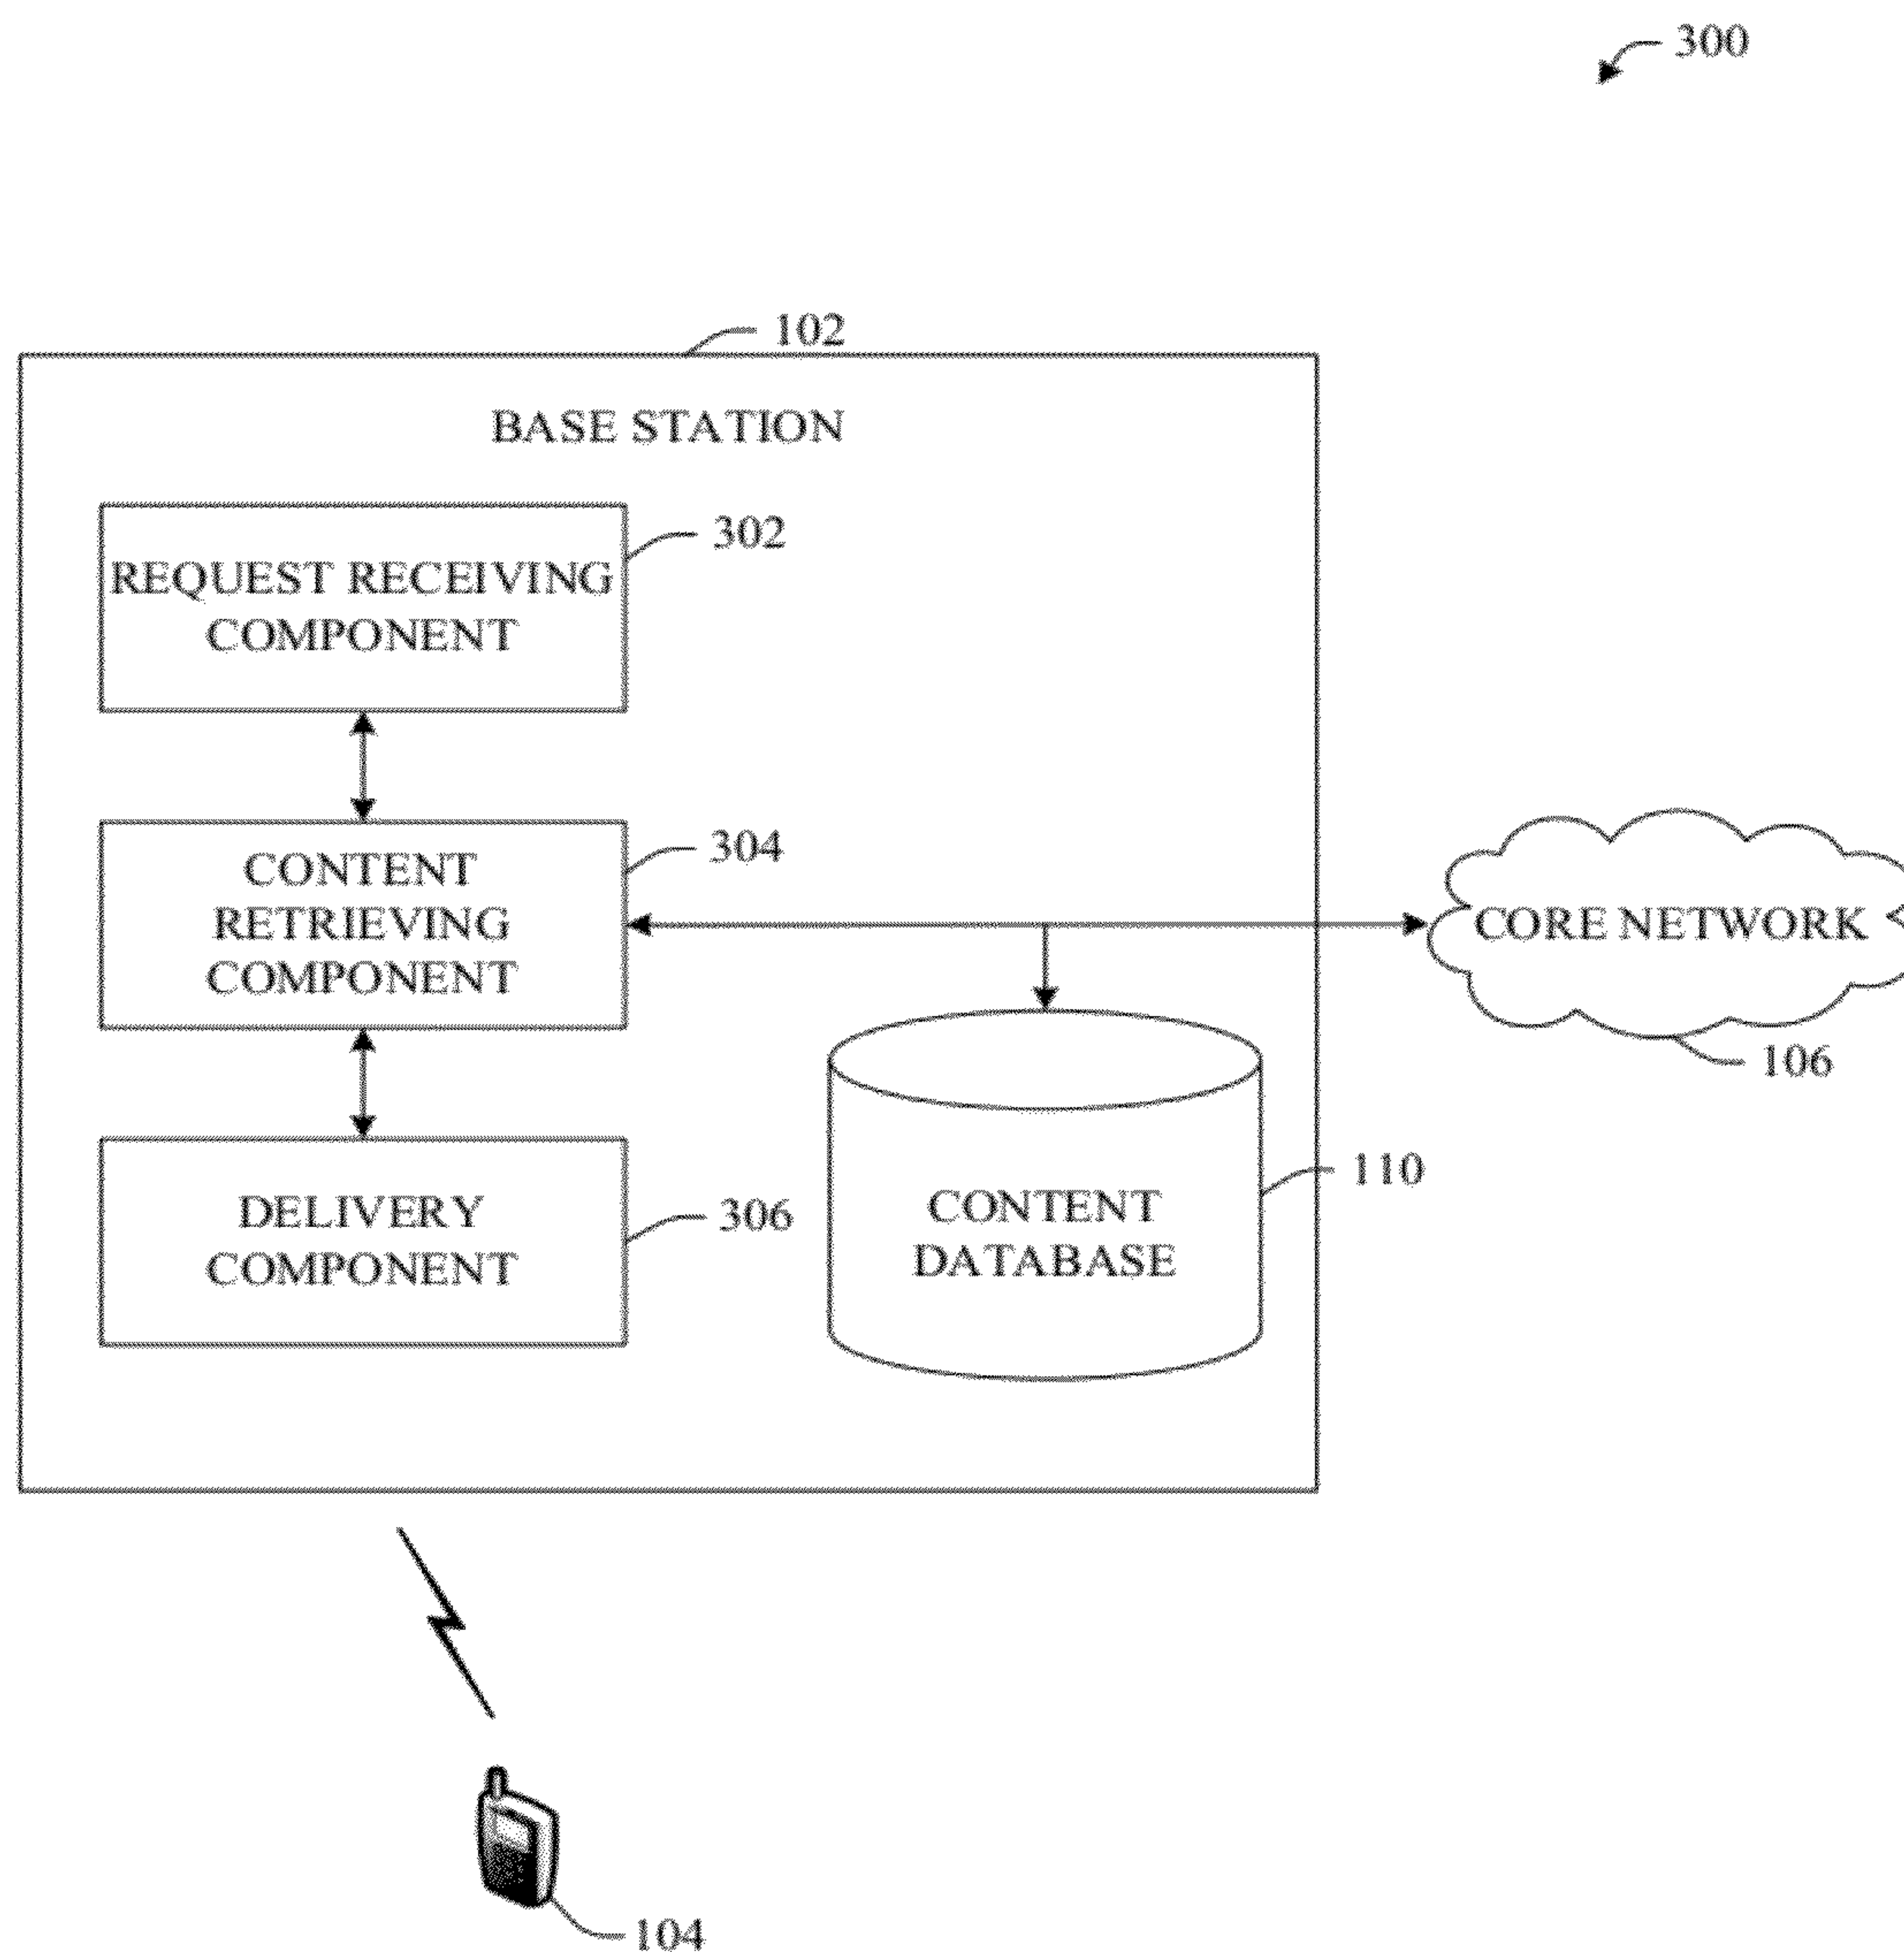 300
102
BASE STATION
302
REQUEST RECEIVING
COMPONENT
304
CONTENT
RETRIEVING
COMPONENT
CORE NETWORK
106
110
306
DELIVERY
COMPONENT
CONTENT
DATABASE
104